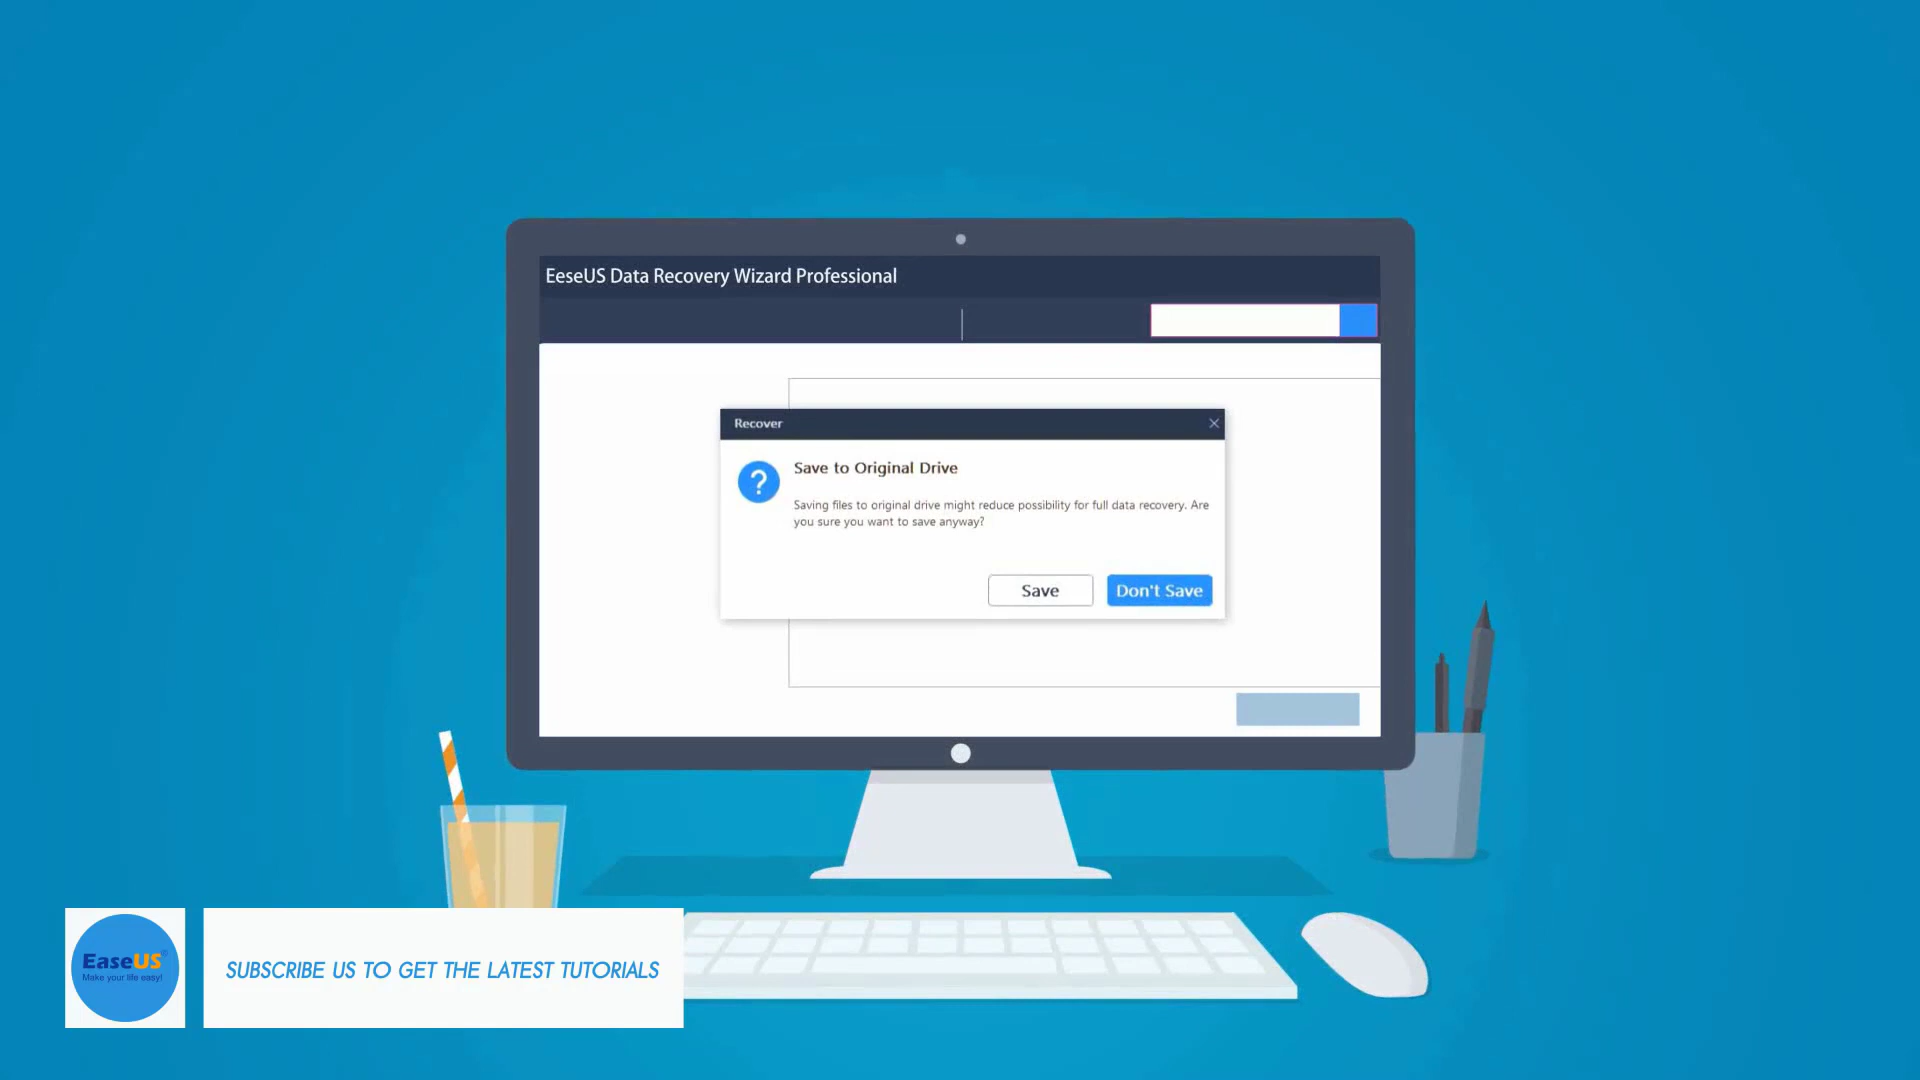 EeseUS Data Recovery Wizard Professional
Recover
Save to Original Drive
Saving files to original drive might reduce possibility for full data recovery. Are
you sure you want to save anyway?
Save
Don't Save
EaseUS®
Make your life easy!
SUBSCRIBE US TO GET THE LATEST TUTORIALS